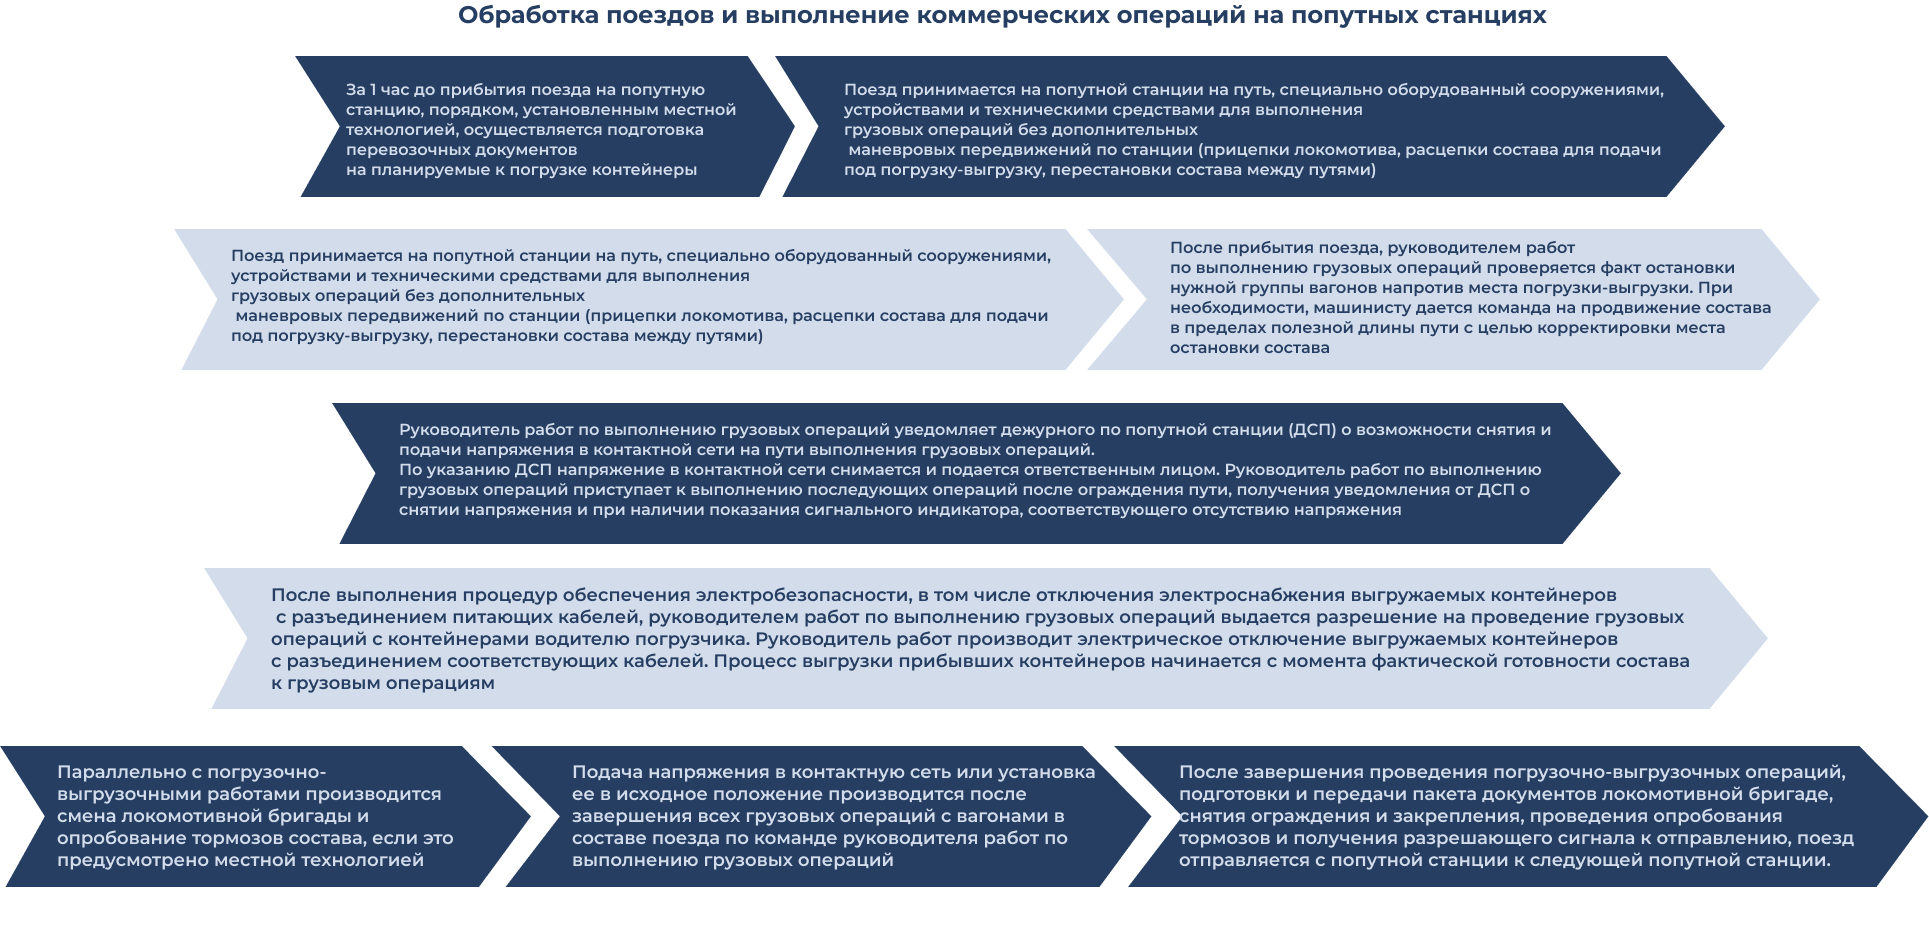 Обработка поездов и выполнение коммерческих операций на попутных станциях
За 1 час до прибытия поезда на попутную
станцию, порядком, установленным местной
технологией, осуществляется подготовка
перевозочных документов
на планируемые к погрузке контейнеры
Поезд принимается на попутной станции на путь, специально оборудованный сооружениями,
устройствами и техническими средствами для выполнения
грузовых операций без дополнительных
маневровых передвижений по станции (прицепки локомотива, расцепки состава для подачи
под погрузку-выгрузку, перестановки состава между путями)
Поезд принимается на попутной станции на путь, специально оборудованный сооружениями,
устройствами и техническими средствами для выполнения
грузовых операций без дополнительных
маневровых передвижений по станции (прицепки локомотива, расцепки состава для подачи
под погрузку-выгрузку, перестановки состава между путями)
После прибытия поезда, руководителем работ
по выполнению грузовых операций проверяется факт остановки
нужной группы вагонов напротив места погрузки-выгрузки. При
необходимости, машинисту дается команда на продвижение состава
в пределах полезной длины пути с целью корректировки места
остановки состава
Руководитель работ по выполнению грузовых операций уведомляет дежурного по попутной станции (ДСП) о возможности снятия и
подачи напряжения в контактной сети на пути выполнения грузовых операций.
По указанию ДСП напряжение в контактной сети снимается и подается ответственным лицом. Руководитель работ по выполнению
грузовых операций приступает к выполнению последующих операций после ограждения пути, получения уведомления от ДСП о
снятии напряжения и при наличии показания сигнального индикатора, соответствующего отсутствию напряжения
После выполнения процедур обеспечения электробезопасности, в том числе отключения электроснабжения выгружаемых контейнеров
с разъединением питающих кабелей, руководителем работ по выполнению грузовых операций выдается разрешение на проведение грузовых
операций с контейнерами водителю погрузчика. Руководитель работ производит электрическое отключение выгружаемых контейнеров
с разъединением соответствующих кабелей. Процесс выгрузки прибывших контейнеров начинается с момента фактической готовности состава
к грузовым операциям
Параллельно с погрузочно-
выгрузочными работами производится
смена локомотивной бригады и
опробование тормозов состава, если это
предусмотрено местной технологией
Подача напряжения в контактную сеть или установка
ее в исходное положение производится после
завершения всех грузовых операций с вагонами в
составе поезда по команде руководителя работ по
выполнению грузовых операций
После завершения проведения погрузочно-выгрузочных операций,
подготовки и передачи пакета документов локомотивной бригаде,
снятия ограждения и закрепления, проведения опробования
тормозов и получения разрешающего сигнала к отправлению, поезд
отправляется с попутной станции к следующей попутной станции.